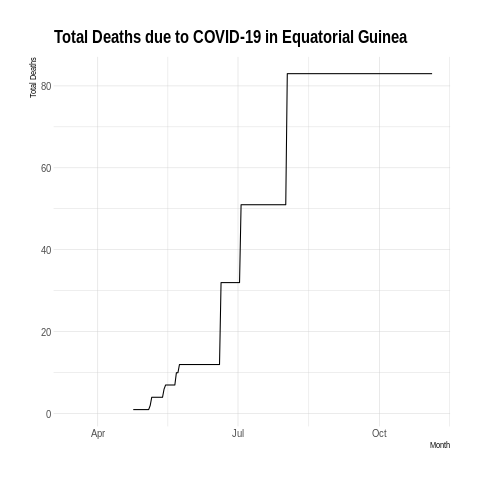 Total Deaths due to COVID-19 in Equatorial Guinea
Total Deaths
80
60
40
20
0
Apr Jul Oct
Month